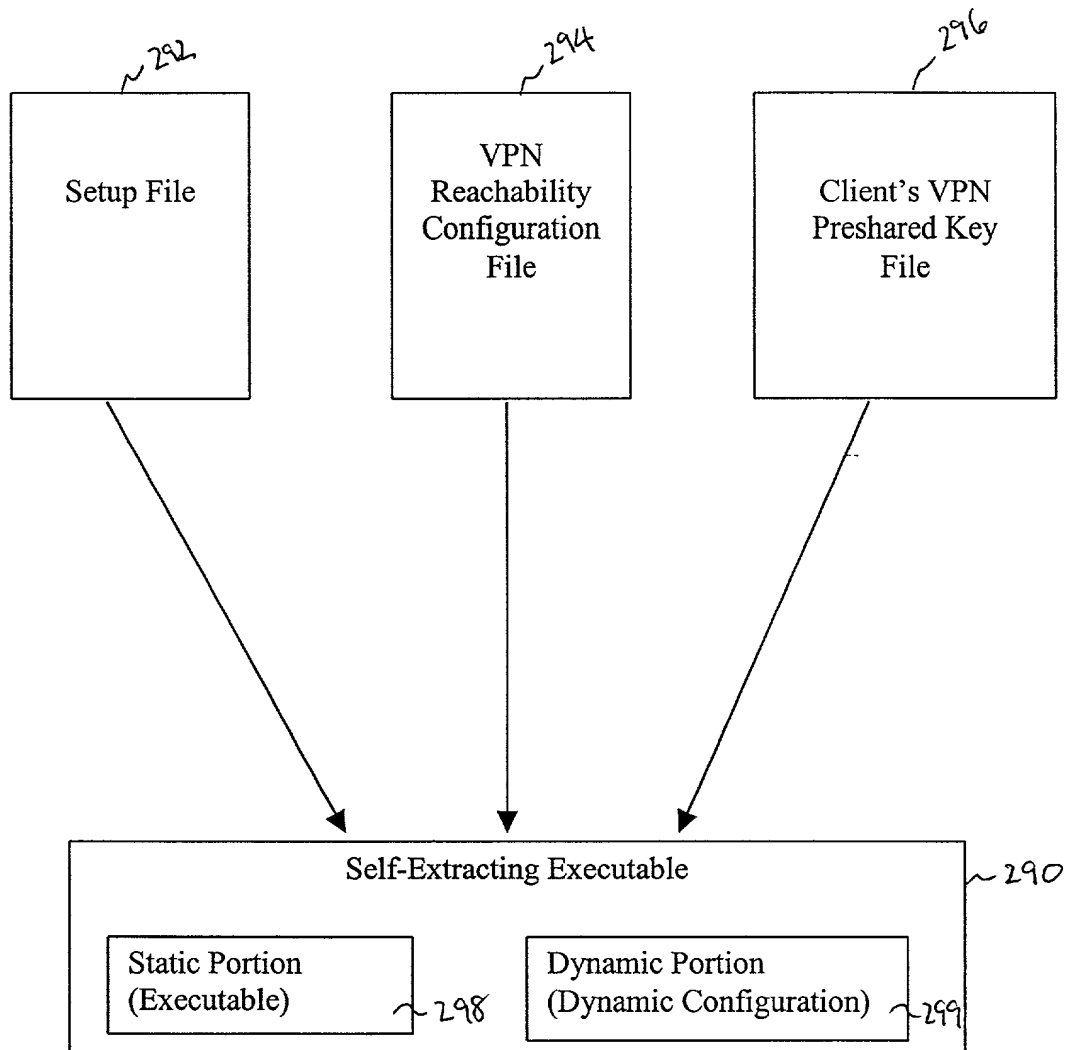 292
294
296
Setup File
VPN
Reachability
Configuration
File
Client's VPN
Preshared Key
File
Self-Extracting Executable
290
Static Portion
(Executable)
298
Dynamic Portion
(Dynamic Configuration)
299